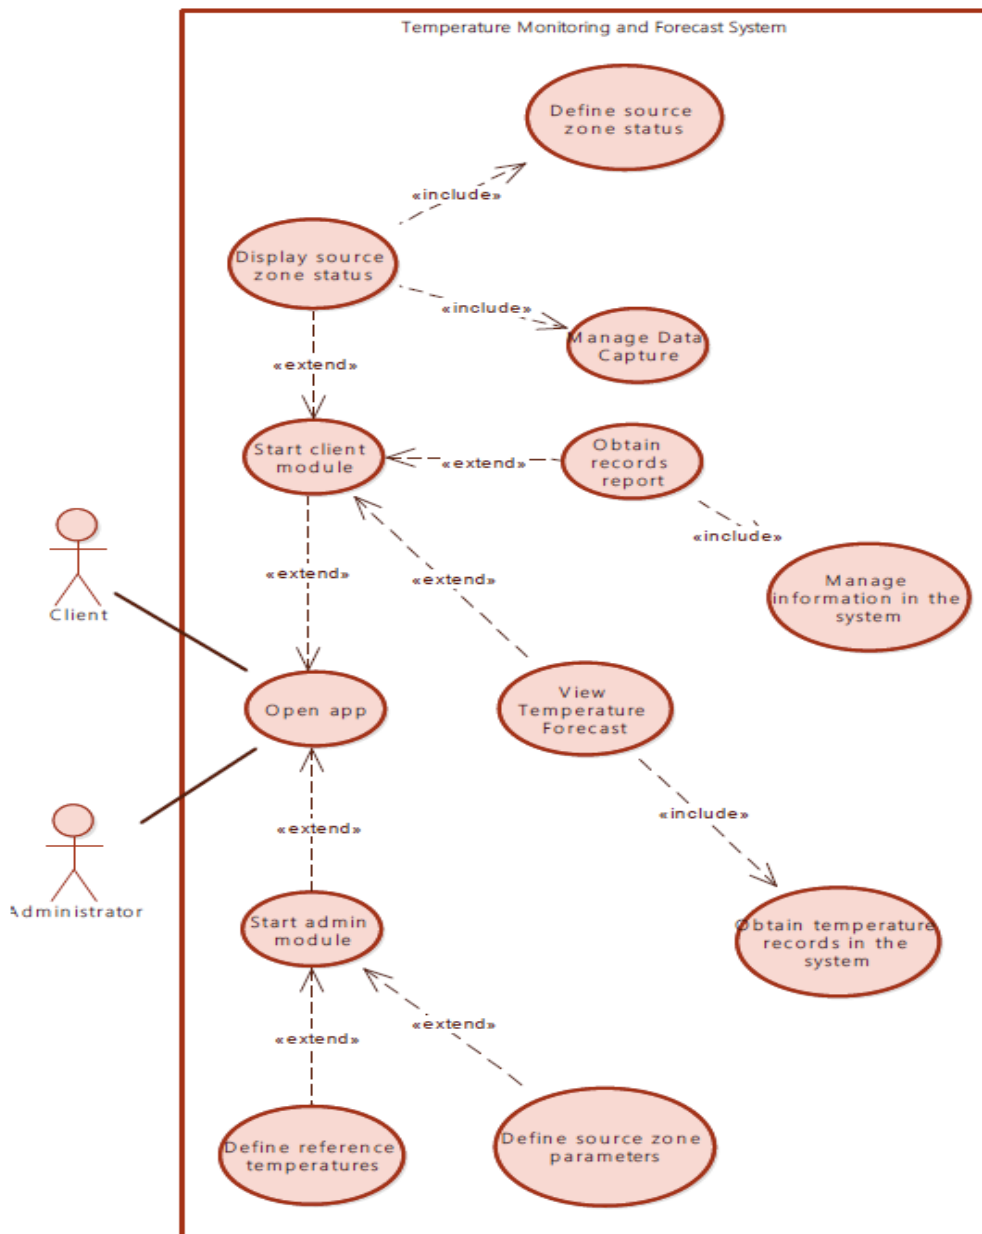 Temperature Monitoring and Forecast System
Define source
zone status
«include»
Display source
zone status
«include»
Manage Data
Capture
«extend»
Start client
module
«extend»
Obtain
records
report
«include»
Manage
information in the
system
«extend»
«extend»
Client
Open app
View
Temperature
Forecast
«include»
«extend»
Administrator
Start admin
module
Obtain temperature
records in the
system
«extend»
«extend»
Define reference
temperatures
Define source zone
parameters